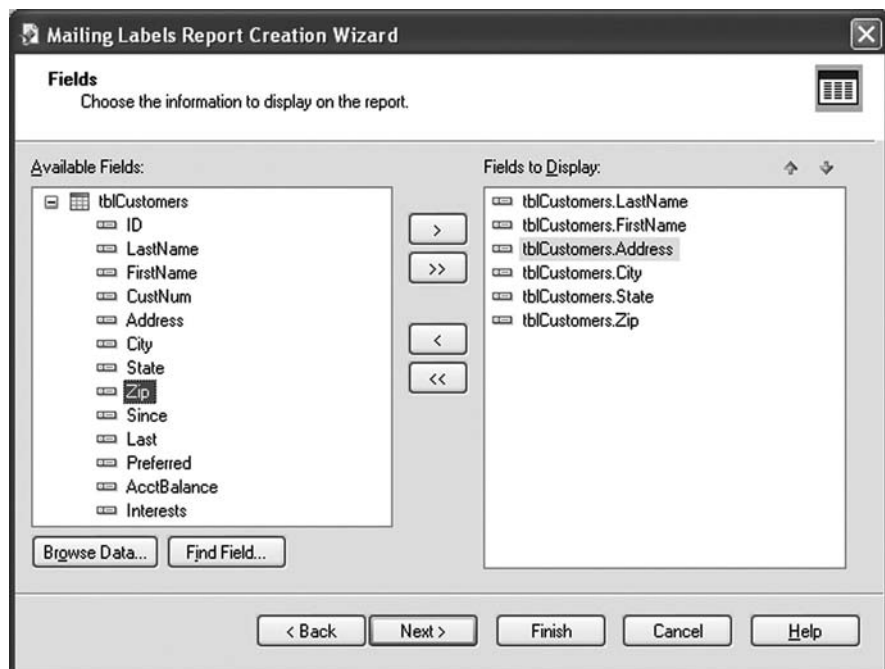 Mailing Labels Report Creation Wizard
Fields
Choose the information to display on the report.
Available Fields:
tblCustomers
ID
LastName
FirstName
CustNum
Address
City
State
Zip
Since
Last
Preferred
AcctBalance
Interests
Browse Data...
Find Field...
>
>>
<
<<
Fields to Display:
tblCustomers.LastName
tblCustomers.FirstName
tblCustomers.Address
tblCustomers.City
tblCustomers.State
tblCustomers.Zip
< Back
Next >
Finish
Cancel
Help